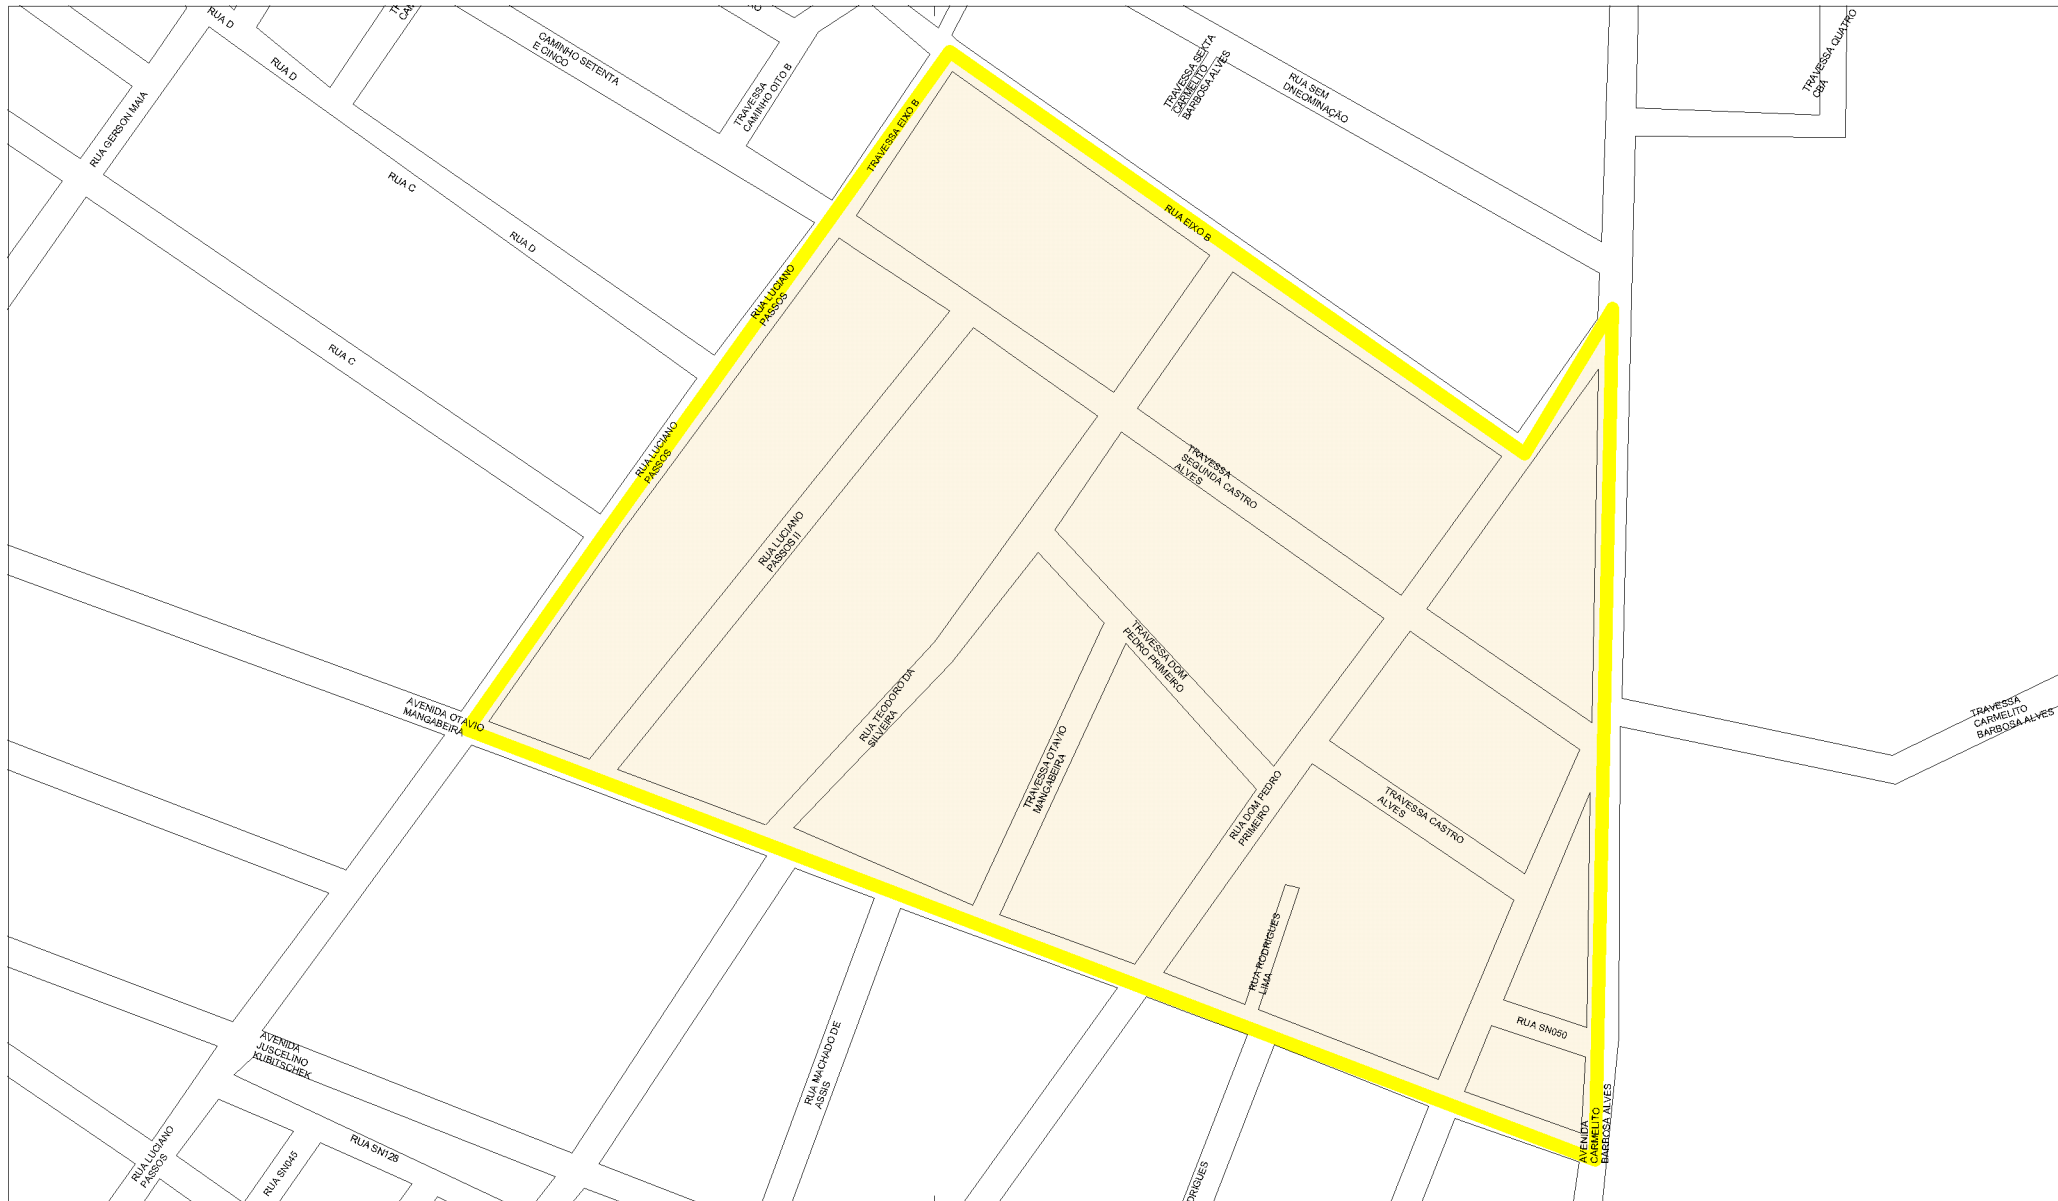 RUA D
CAMINHO SETENTA
E CINCO
RUA D
TRAVESSA
CAMINHO OITO B
TRAVESSA SEXTA
CARMELITO
BARBOSA ALVES
RUA SEM
DNEOMINAÇÃO
TRAVESSA QUATRO
CBA
RUA GERSON MAIA
TRAVESSA EIXO B
RUA C
RUA EIXO B
RUA D
RUA LUCIANO
PASSOS
RUA C
RUA LUCIANO
PASSOS
TRAVESSA
SEGUNDA CASTRO
ALVES
RUA LUCIANO
PASSOS II
TRAVESSA DOM
PEDRO PRIMEIRO
RUA TEODORO DA
SILVEIRA
AVENIDA OTAVIO
MANGABEIRA
TRAVESSA
CARMELITO
BARBOSA ALVES
TRAVESSA OTAVIO
MANGABEIRA
RUA DOM PEDRO
PRIMEIRO
TRAVESSA CASTRO
ALVES
RUA RODRIGUES
LIMA
RUA SN050
AVENIDA
JUSCELINO
KUBITSCHEK
RUA MACHADO DE
ASSIS
AVENIDA
CARMELITO
BARBOSA ALVES
RUA LUCIANO
PASSOS
RUA SN045
RUA SN128
RODRIGUES